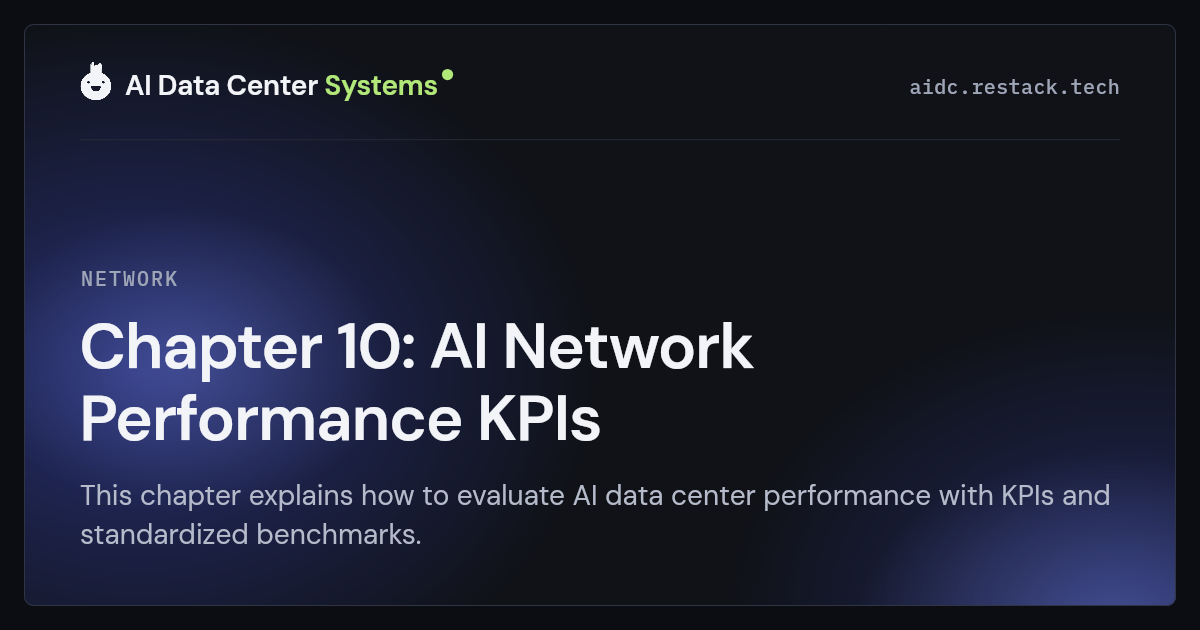 AI Data Center Systems
aidc.restack.tech
NETWORK
Chapter 10: AI Network
Performance KPIs
This chapter explains how to evaluate AI data center performance with KPIs and
standardized benchmarks.